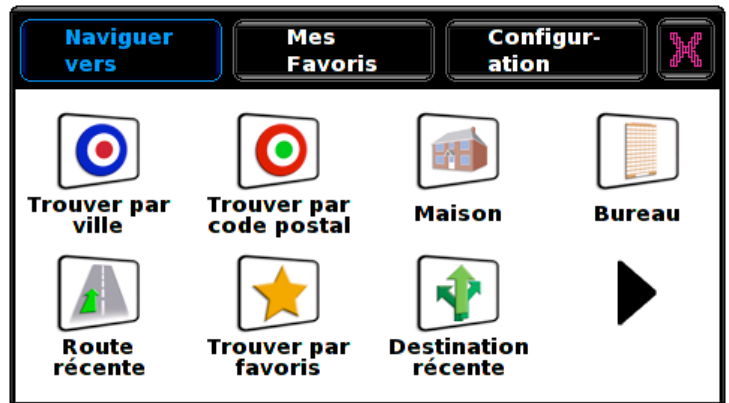 Naviguer
vers
Mes
Favoris
Configur-
ation
Trouver par
ville
Trouver par
code postal
Maison
Bureau
Route
récente
Trouver par
favoris
Destination
récente